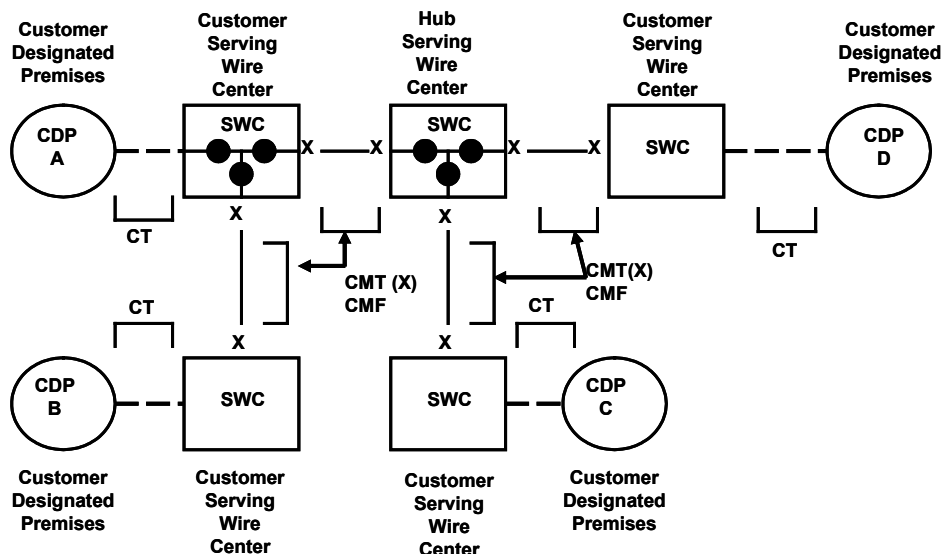 Customer
Designated
Premises
Customer
Serving
Wire
Center
Hub
Serving
Wire
Center
Customer
Serving
Wire
Center
Customer
Designated
Premises
CDP
A
SWC
X
X
SWC
X
X
SWC
CDP
D
CT
X
X
CT
CMT (X)
CMF
CMT(X)
CMF
CT
CT
X
X
CDP
B
SWC
SWC
CDP
C
Customer
Designated
Premises
Customer
Serving
Wire
Center
Customer
Serving
Wire
Center
Customer
Designated
Premises